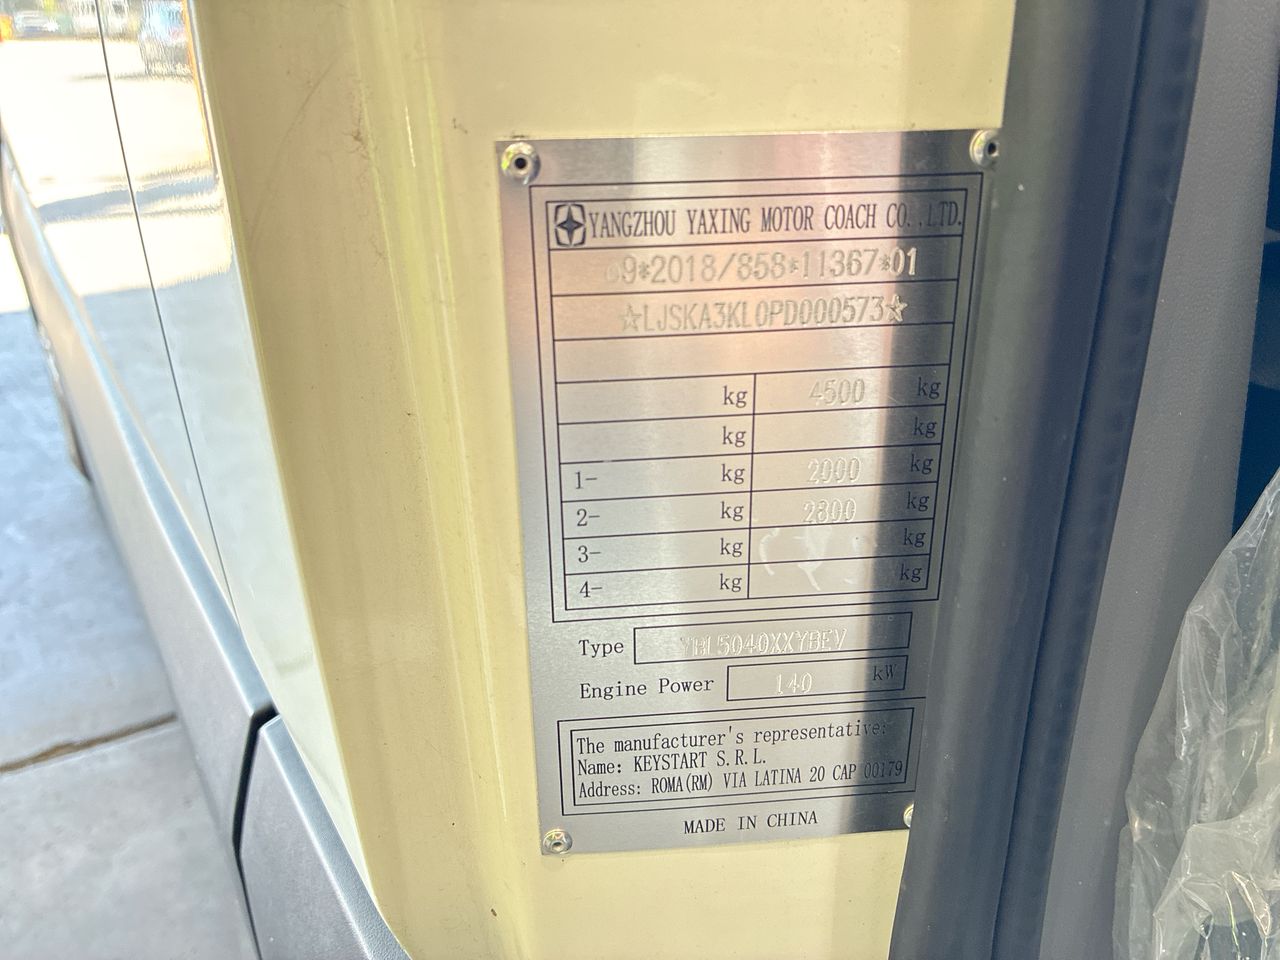 YANGZHOU YAXING MOTOR COACH CO.,LTD.
e9*2018/858*11367*01
☆LJSKA3KL0PD000573☆
kg 4500 kg
kg kg
1- kg 2000 kg
2- kg 2800 kg
3- kg kg
4- kg kg
Type YBL5040XXYBEV
Engine Power 140 kW
The manufacturer's representative:
Name: KEYSTART S.R.L.
Address: ROMA(RM) VIA LATINA 20 CAP 00179
MADE IN CHINA